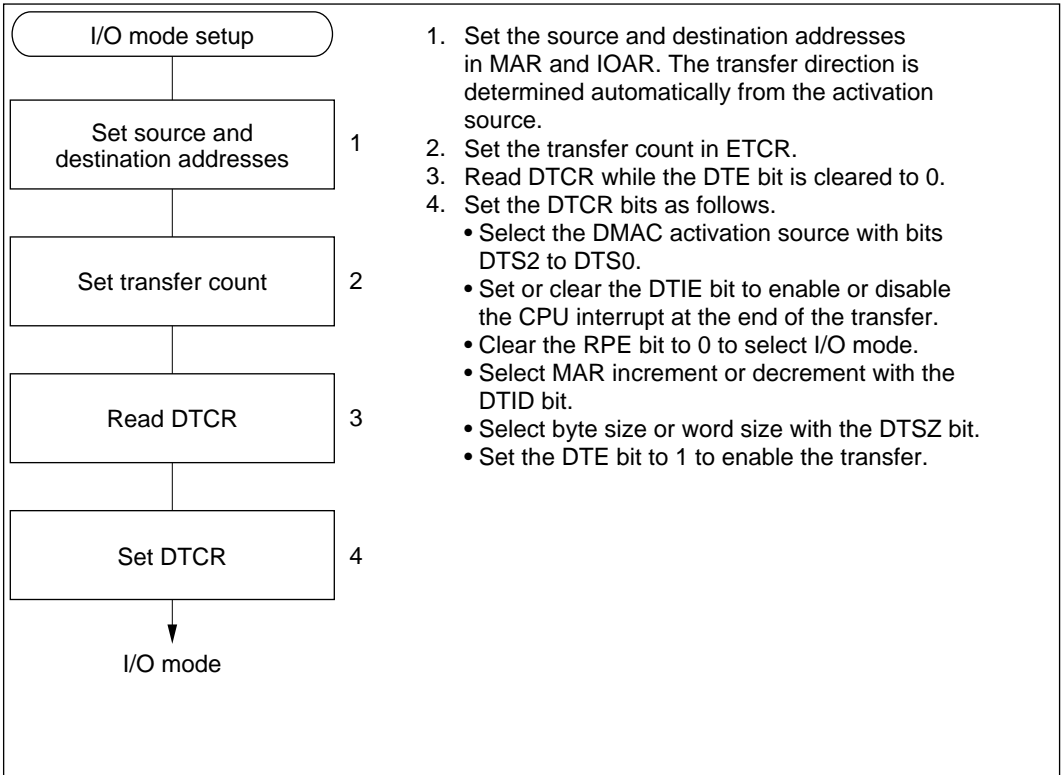 I/O mode setup
Set source and
destination addresses
1
Set transfer count
2
Read DTCR
3
Set DTCR
4
I/O mode
1. Set the source and destination addresses
in MAR and IOAR. The transfer direction is
determined automatically from the activation
source.
2. Set the transfer count in ETCR.
3. Read DTCR while the DTE bit is cleared to 0.
4. Set the DTCR bits as follows.
• Select the DMAC activation source with bits
DTS2 to DTS0.
• Set or clear the DTIE bit to enable or disable
the CPU interrupt at the end of the transfer.
• Clear the RPE bit to 0 to select I/O mode.
• Select MAR increment or decrement with the
DTID bit.
• Select byte size or word size with the DTSZ bit.
• Set the DTE bit to 1 to enable the transfer.